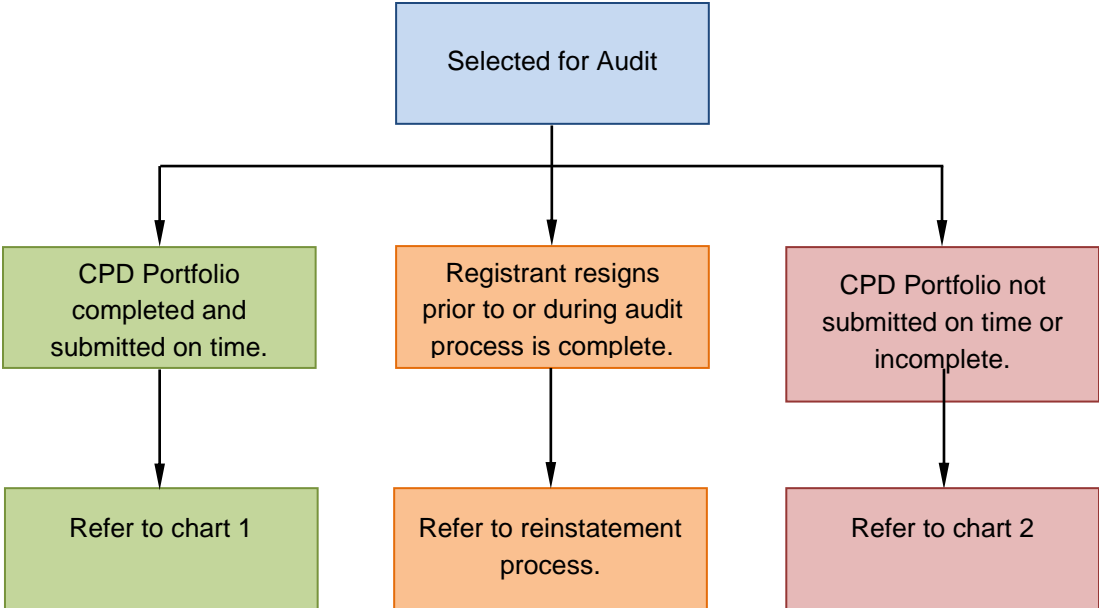 Selected for Audit
CPD Portfolio
completed and
submitted on time.
Registrant resigns
prior to or during audit
process is complete.
CPD Portfolio not
submitted on time or
incomplete.
Refer to chart 1
Refer to reinstatement
process.
Refer to chart 2